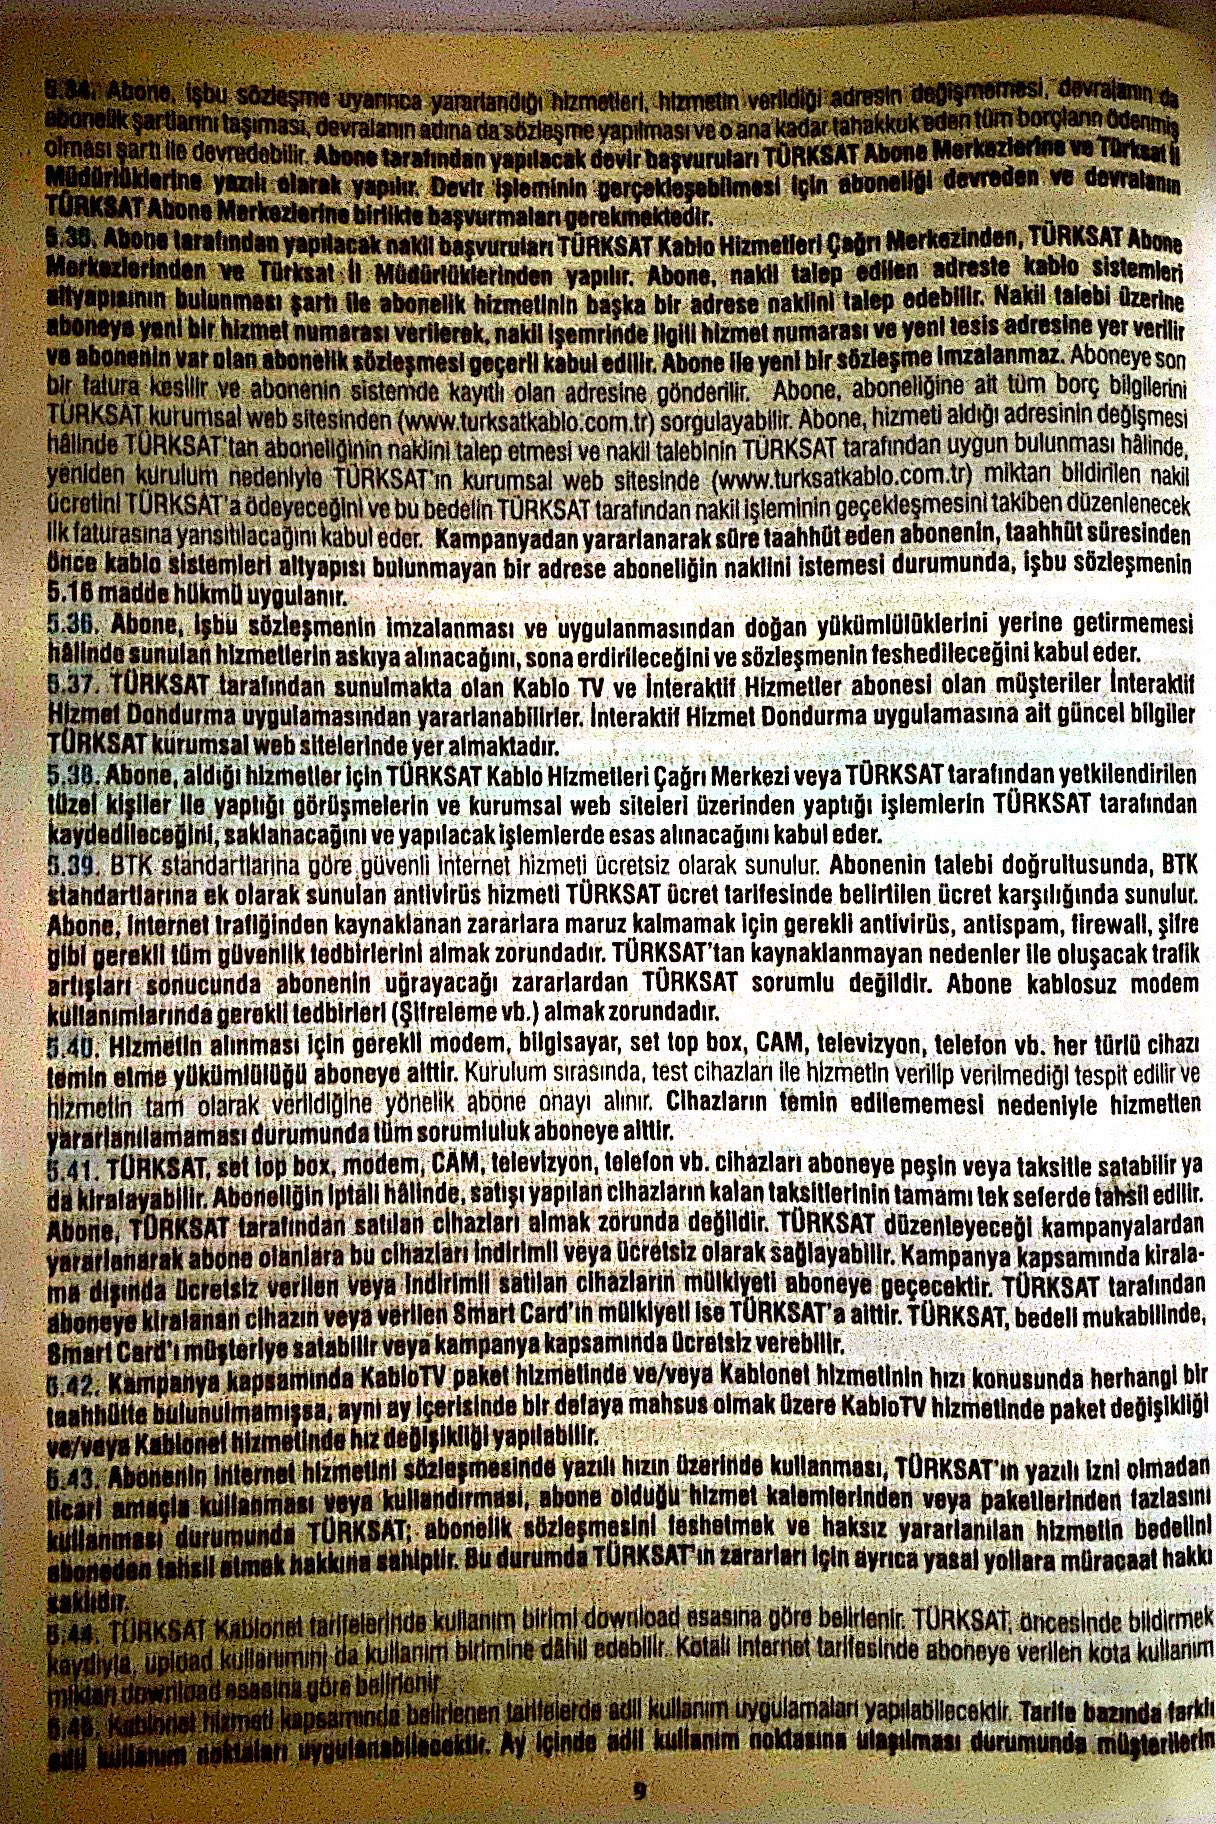 5.34. Abone, işbu sözleşme uyarınca yararlandığı hizmetleri, hizmetin verildiği adresin değişmemesi, devralanın da
abonelik şartlarını taşıması, devralanın adına da sözleşme yapılması ve o ana kadar tahakkuk eden tüm borçların ödenmiş
olması şartı ile devredebilir. Abone tarafından yapılacak devir başvuruları TÜRKSAT Abone Merkezlerine ve Türksat İl
Müdürlüklerine yazılı olarak yapılır. Devir işleminin gerçekleşebilmesi için aboneliği devreden ve devralanın
TÜRKSAT Abone Merkezlerine birlikte başvurmaları gerekmektedir.
5.35. Abone tarafından yapılacak nakil başvuruları TÜRKSAT Kablo Hizmetleri Çağrı Merkezinden, TÜRKSAT Abone
Merkezlerinden ve Türksat İl Müdürlüklerinden yapılır. Abone, nakil talep edilen adreste kablo sistemleri
altyapısının bulunması şartı ile abonelik hizmetinin başka bir adrese naklini talep edebilir. Nakil talebi üzerine
aboneye yeni bir hizmet numarası verilerek, nakil işemrinde ilgili hizmet numarası ve yeni tesis adresine yer verilir
ve abonenin var olan abonelik sözleşmesi geçerli kabul edilir. Abone ile yeni bir sözleşme imzalanmaz. Aboneye son
bir fatura kesilir ve abonenin sistemde kayıtlı olan adresine gönderilir. Abone, aboneliğine ait tüm borç bilgilerini
TÜRKSAT kurumsal web sitesinden (www.turksatkablo.com.tr) sorgulayabilir. Abone, hizmeti aldığı adresinin değişmesi
hâlinde TÜRKSAT'tan aboneliğinin naklini talep etmesi ve nakil talebinin TÜRKSAT tarafından uygun bulunması hâlinde,
yeniden kurulum nedeniyle TÜRKSAT'ın kurumsal web sitesinde (www.turksatkablo.com.tr) miktarı bildirilen nakil
ücretini TÜRKSAT'a ödeyeceğini ve bu bedelin TÜRKSAT tarafından nakil işleminin geçekleşmesini takiben düzenlenecek
ilk faturasına yansıtılacağını kabul eder. Kampanyadan yararlanarak süre taahhüt eden abonenin, taahhüt süresinden
önce kablo sistemleri altyapısı bulunmayan bir adrese aboneliğin naklini istemesi durumunda, işbu sözleşmenin
5.16 madde hükmü uygulanır.
5.36. Abone, işbu sözleşmenin imzalanması ve uygulanmasından doğan yükümlülüklerini yerine getirmemesi
hâlinde sunulan hizmetlerin askıya alınacağını, sona erdirileceğini ve sözleşmenin feshedileceğini kabul eder.
5.37. TÜRKSAT tarafından sunulmakta olan Kablo TV ve İnteraktif Hizmetler abonesi olan müşteriler İnteraktif
Hizmet Dondurma uygulamasından yararlanabilirler. İnteraktif Hizmet Dondurma uygulamasına ait güncel bilgiler
TÜRKSAT kurumsal web sitelerinde yer almaktadır.
5.38. Abone, aldığı hizmetler için TÜRKSAT Kablo Hizmetleri Çağrı Merkezi veya TÜRKSAT tarafından yetkilendirilen
tüzel kişiler ile yaptığı görüşmelerin ve kurumsal web siteleri üzerinden yaptığı işlemlerin TÜRKSAT tarafından
kaydedileceğini, saklanacağını ve yapılacak işlemlerde esas alınacağını kabul eder.
5.39. BTK standartlarına göre güvenli internet hizmeti ücretsiz olarak sunulur. Abonenin talebi doğrultusunda, BTK
standartlarına ek olarak sunulan antivirüs hizmeti TÜRKSAT ücret tarifesinde belirtilen ücret karşılığında sunulur.
Abone, internet trafiğinden kaynaklanan zararlara maruz kalmamak için gerekli antivirüs, antispam, firewall, şifre
gibi gerekli tüm güvenlik tedbirlerini almak zorundadır. TÜRKSAT'tan kaynaklanmayan nedenler ile oluşacak trafik
artışları sonucunda abonenin uğrayacağı zararlardan TÜRKSAT sorumlu değildir. Abone kablosuz modem
kullanımlarında gerekli tedbirleri (Şifreleme vb.) almak zorundadır.
5.40. Hizmetin alınması için gerekli modem, bilgisayar, set top box, CAM, televizyon, telefon vb. her türlü cihazı
temin etme yükümlülüğü aboneye aittir. Kurulum sırasında, test cihazları ile hizmetin verilip verilmediği tespit edilir ve
hizmetin tam olarak verildiğine yönelik abone onayı alınır. Cihazların temin edilememesi nedeniyle hizmetten
yararlanılamaması durumunda tüm sorumluluk aboneye aittir.
5.41. TÜRKSAT, set top box, modem, CAM, televizyon, telefon vb. cihazları aboneye peşin veya taksitle satabilir ya
da kiralayabilir. Aboneliğin iptali hâlinde, satışı yapılan cihazların kalan taksitlerinin tamamı tek seferde tahsil edilir.
Abone, TÜRKSAT tarafından satılan cihazları almak zorunda değildir. TÜRKSAT düzenleyeceği kampanyalardan
yararlanarak abone olanlara bu cihazları indirimli veya ücretsiz olarak sağlayabilir. Kampanya kapsamında kirala-
ma dışında ücretsiz verilen veya indirimli satılan cihazların mülkiyeti aboneye geçecektir. TÜRKSAT tarafından
aboneye kiralanan cihazın veya verilen Smart Card'ın mülkiyeti ise TÜRKSAT'a aittir. TÜRKSAT, bedeli mukabilinde,
Smart Card'ı müşteriye satabilir veya kampanya kapsamında ücretsiz verebilir.
5.42. Kampanya kapsamında KabloTV paket hizmetinde ve/veya Kablonet hizmetinin hızı konusunda herhangi bir
taahhütte bulunulmamışsa, ayni ay içerisinde bir defaya mahsus olmak üzere KabloTV hizmetinde paket değişikliği
ve/veya Kablonet hizmetinde hız değişikliği yapılabilir.
5.43. Abonenin internet hizmetini sözleşmesinde yazılı hızın üzerinde kullanması, TÜRKSAT'ın yazılı izni olmadan
ticari amaçla kullanması veya kullandırması, abone olduğu hizmet kalemlerinden veya paketlerinden fazlasını
kullanması durumunda TÜRKSAT; abonelik sözleşmesini feshetmek ve haksız yararlanılan hizmetin bedelini
aboneden tahsil etmek hakkına sahiptir. Bu durumda TÜRKSAT'ın zararları için ayrıca yasal yollara müracaat hakkı
saklıdır.
5.44. TÜRKSAT Kablonet tarifelerinde kullanım birimi download esasına göre belirlenir. TÜRKSAT, öncesinde bildirmek
kaydıyla, upload kullanımını da kullanım birimine dâhil edebilir. Kotalı internet tarifesinde aboneye verilen kota kullanım
miktarı download esasına göre belirlenir
5.45. Kablonet hizmeti kapsamında belirlenen tarifelerde adil kullanım uygulamaları yapılabilecektir. Tarife bazında farklı
adil kullanım noktaları uygulanabilecektir. Ay içinde adil kullanım noktasına ulaşılması durumunda müşterilerin
9